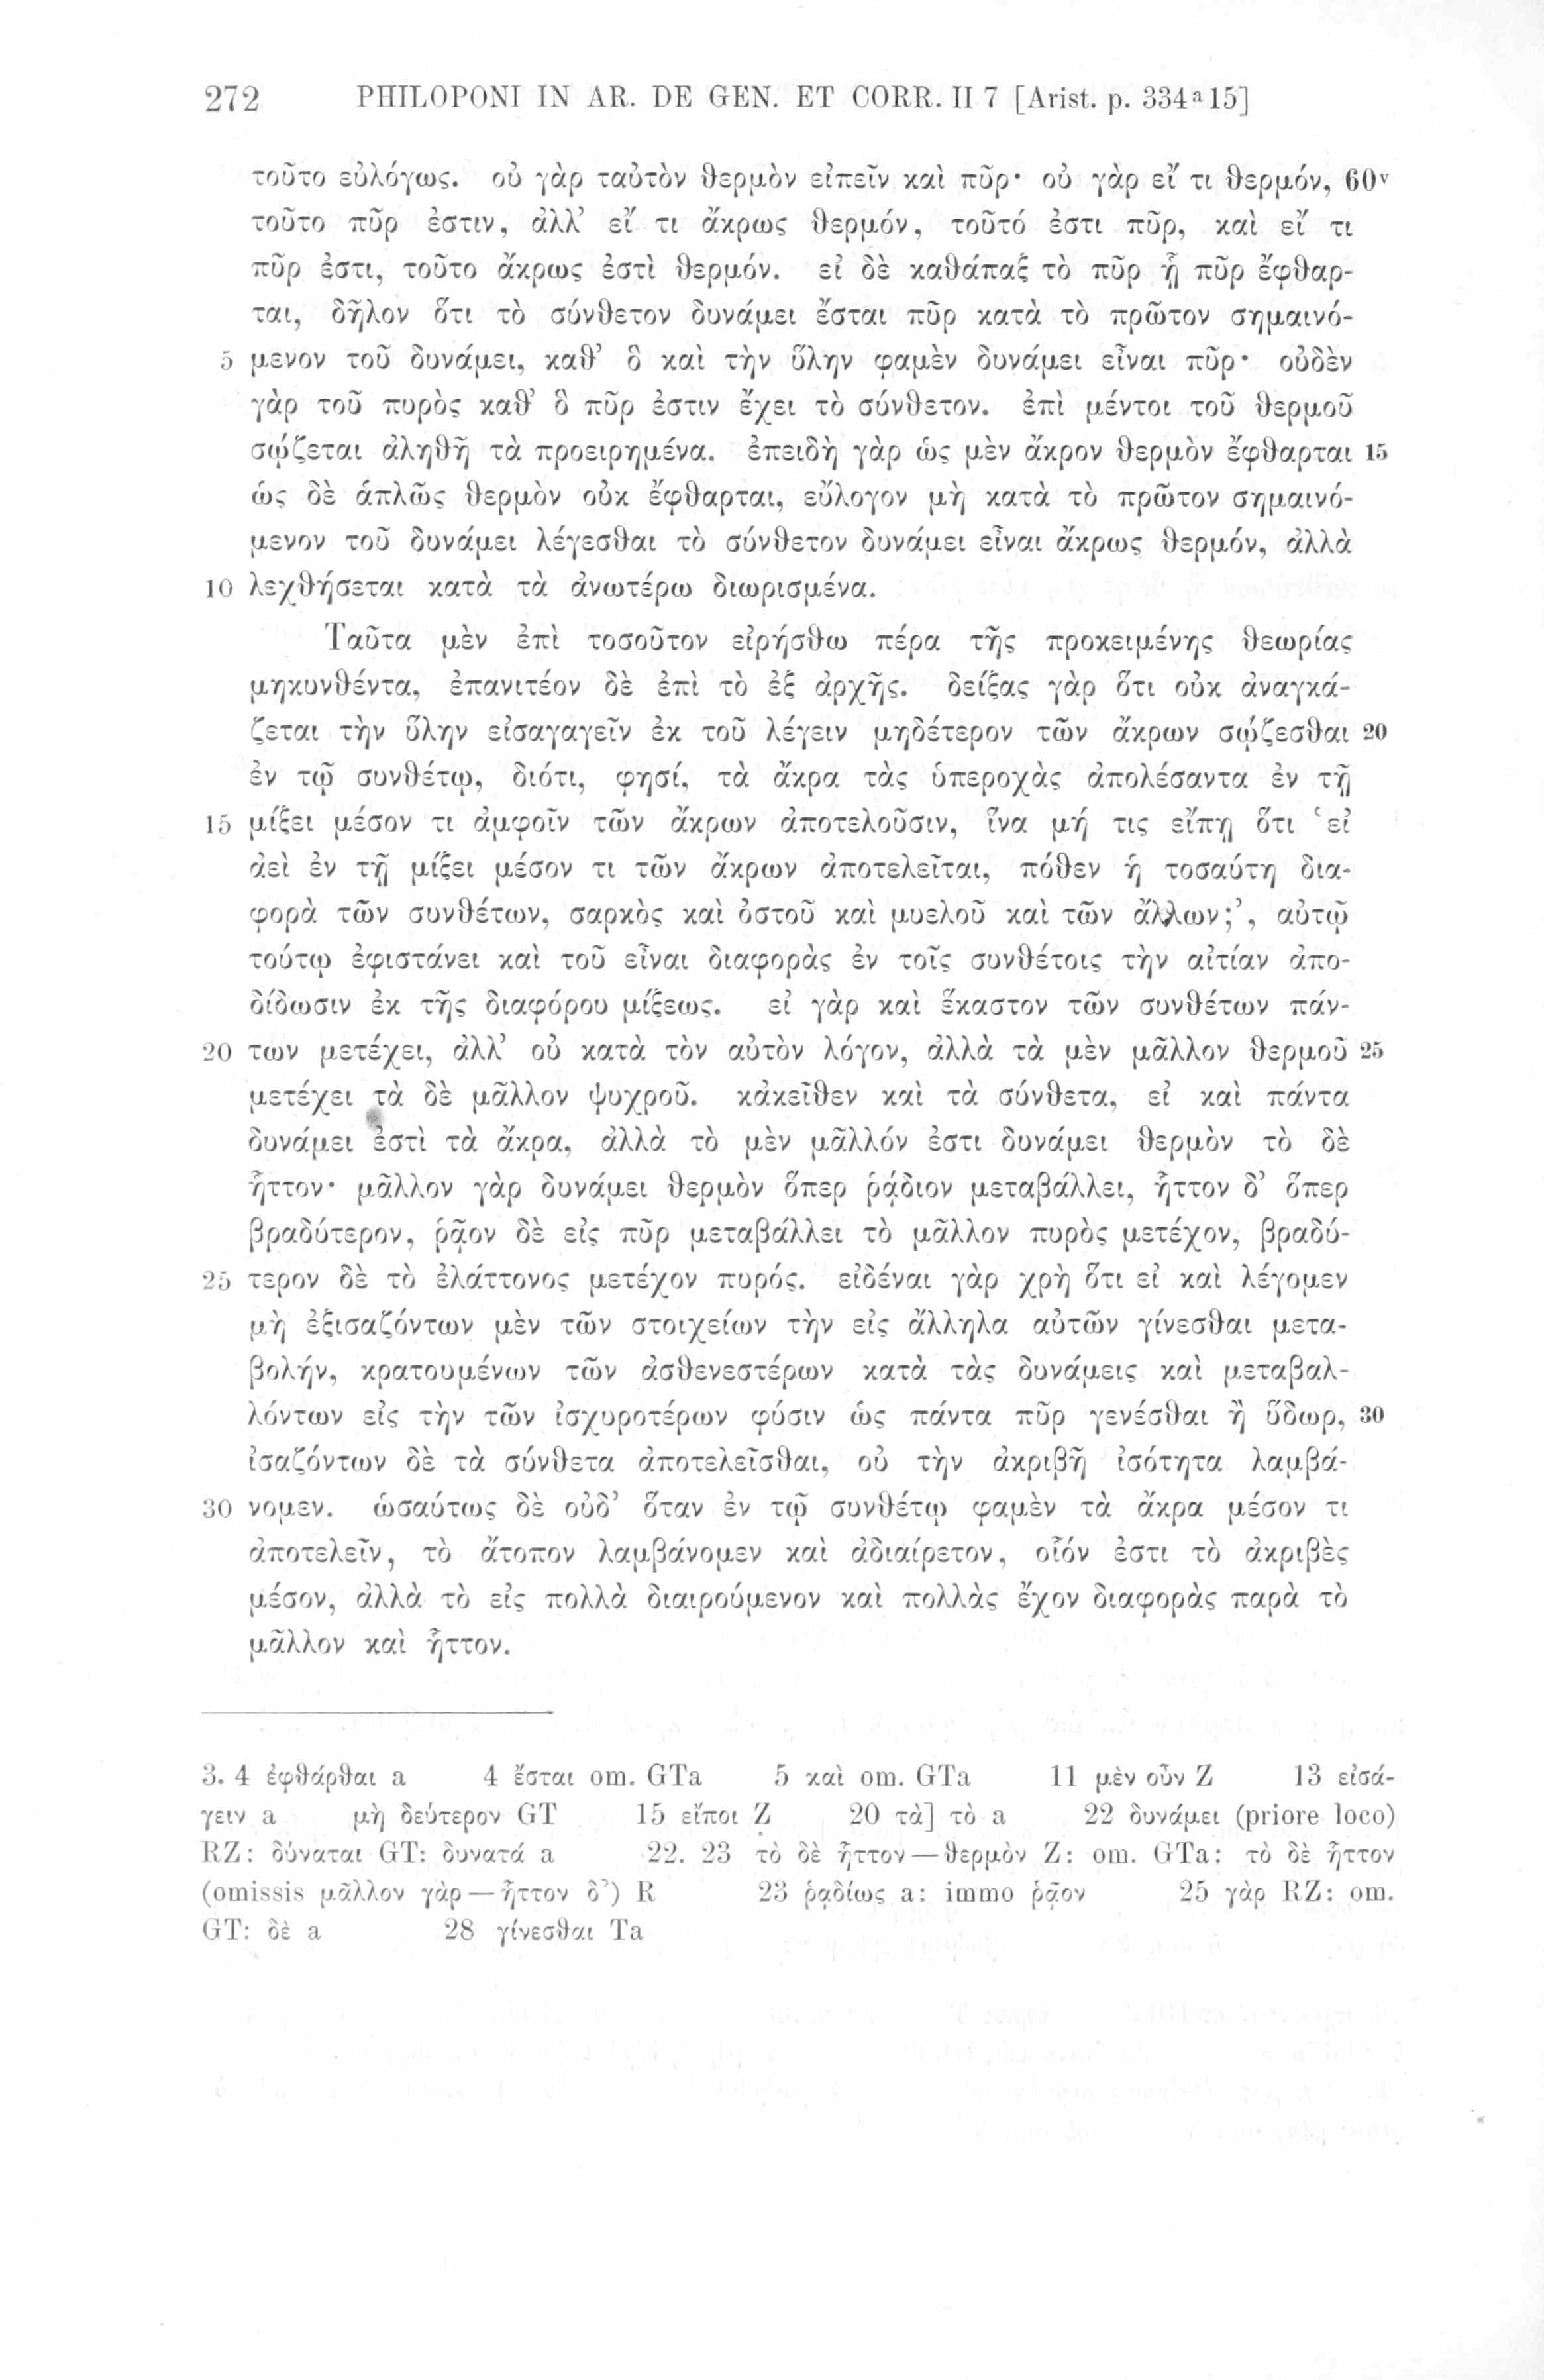 272 PHILOPONI IN AR. DE GEN. ET CORR. II 7 [Arist. p. 334ᵃ15]
τοῦτο εὐλόγως. οὐ γὰρ ταὐτὸν θερμὸν εἰπεῖν καὶ πῦρ· οὐ γὰρ εἴ τι θερμόν, 60ᵛ
τοῦτο πῦρ ἐστιν, ἀλλ’ εἴ τι ἄκρως θερμόν, τοῦτό ἐστι πῦρ, καὶ εἴ τι
πῦρ ἐστι, τοῦτο ἄκρως ἐστὶ θερμόν. εἰ δὲ καθάπαξ τὸ πῦρ ᾗ πῦρ ἔφθαρ-
ται, δῆλον ὅτι τὸ σύνθετον δυνάμει ἔσται πῦρ κατὰ τὸ πρῶτον σημαινό-
5 μενον τοῦ δυνάμει, καθ’ ὃ καὶ τὴν ὕλην φαμὲν δυνάμει εἶναι πῦρ· οὐδὲν
γὰρ τοῦ πυρὸς καθ’ ὃ πῦρ ἐστιν ἔχει τὸ σύνθετον. ἐπὶ μέντοι τοῦ θερμοῦ
σῴζεται ἀληθῆ τὰ προειρημένα. ἐπειδὴ γὰρ ὡς μὲν ἄκρον θερμὸν ἔφθαρται 15
ὡς δὲ ἁπλῶς θερμὸν οὐκ ἔφθαρται, εὔλογον μὴ κατὰ τὸ πρῶτον σημαινό-
μενον τοῦ δυνάμει λέγεσθαι τὸ σύνθετον δυνάμει εἶναι ἄκρως θερμόν, ἀλλὰ
10 λεχθήσεται κατὰ τὰ ἀνωτέρω διωρισμένα.
Ταῦτα μὲν ἐπὶ τοσοῦτον εἰρήσθω πέρα τῆς προκειμένης θεωρίας
μηκυνθέντα, ἐπανιτέον δὲ ἐπὶ τὸ ἐξ ἀρχῆς. δείξας γὰρ ὅτι οὐκ ἀναγκά-
ζεται τὴν ὕλην εἰσαγαγεῖν ἐκ τοῦ λέγειν μηδέτερον τῶν ἄκρων σῴζεσθαι 20
ἐν τῷ συνθέτῳ, διότι, φησί, τὰ ἄκρα τὰς ὑπεροχὰς ἀπολέσαντα ἐν τῇ
15 μίξει μέσον τι ἀμφοῖν τῶν ἄκρων ἀποτελοῦσιν, ἵνα μή τις εἴπῃ ὅτι ‘εἰ
ἀεὶ ἐν τῇ μίξει μέσον τι τῶν ἄκρων ἀποτελεῖται, πόθεν ἡ τοσαύτη δια-
φορὰ τῶν συνθέτων, σαρκὸς καὶ ὀστοῦ καὶ μυελοῦ καὶ τῶν ἄλλων;’, αὐτῷ
τούτῳ ἐφιστάνει καὶ τοῦ εἶναι διαφορὰς ἐν τοῖς συνθέτοις τὴν αἰτίαν ἀπο-
δίδωσιν ἐκ τῆς διαφόρου μίξεως. εἰ γὰρ καὶ ἕκαστον τῶν συνθέτων πάν-
20 των μετέχει, ἀλλ’ οὐ κατὰ τὸν αὐτὸν λόγον, ἀλλὰ τὰ μὲν μᾶλλον θερμοῦ 25
μετέχει τὰ δὲ μᾶλλον ψυχροῦ. κἀκεῖθεν καὶ τὰ σύνθετα, εἰ καὶ πάντα
δυνάμει ἐστὶ τὰ ἄκρα, ἀλλὰ τὸ μὲν μᾶλλόν ἐστι δυνάμει θερμὸν τὸ δὲ
ἧττον· μᾶλλον γὰρ δυνάμει θερμὸν ὅπερ ῥᾴδιον μεταβάλλει, ἧττον δ’ ὅπερ
βραδύτερον, ῥᾷον δὲ εἰς πῦρ μεταβάλλει τὸ μᾶλλον πυρὸς μετέχον, βραδύ-
25 τερον δὲ τὸ ἐλάττονος μετέχον πυρός. εἰδέναι γὰρ χρὴ ὅτι εἰ καὶ λέγομεν
μὴ ἐξισαζόντων μὲν τῶν στοιχείων τὴν εἰς ἄλληλα αὐτῶν γίνεσθαι μετα-
βολήν, κρατουμένων τῶν ἀσθενεστέρων κατὰ τὰς δυνάμεις καὶ μεταβαλ-
λόντων εἰς τὴν τῶν ἰσχυροτέρων φύσιν ὡς πάντα πῦρ γενέσθαι ἢ ὕδωρ, 30
ἰσαζόντων δὲ τὰ σύνθετα ἀποτελεῖσθαι, οὐ τὴν ἀκριβῆ ἰσότητα λαμβά-
30 νομεν. ὡσαύτως δὲ οὐδ’ ὅταν ἐν τῷ συνθέτῳ φαμὲν τὰ ἄκρα μέσον τι
ἀποτελεῖν, τὸ ἄτοπον λαμβάνομεν καὶ ἀδιαίρετον, οἷόν ἐστι τὸ ἀκριβὲς
μέσον, ἀλλὰ τὸ εἰς πολλὰ διαιρούμενον καὶ πολλὰς ἔχον διαφορὰς παρὰ τὸ
μᾶλλον καὶ ἧττον.
3. 4 ἐφθάρθαι a 4 ἔσται om. GTa 5 καὶ om. GTa 11 μὲν οὖν Z 13 εἰσά-
γειν a μὴ δεύτερον GT 15 εἴποι Z 20 τὰ] τὸ a 22 δυνάμει (priore loco)
RZ: δύναται GT: δυνατά a 22. 23 τὸ δὲ ἧττον — θερμὸν Z: om. GTa: τὸ δὲ ἧττον
(omissis μᾶλλον γὰρ — ἧττον δ’) R 23 ῥᾳδίως a: immo ῥᾷον 25 γὰρ RZ: om.
GT: δὲ a 28 γίνεσθαι Ta